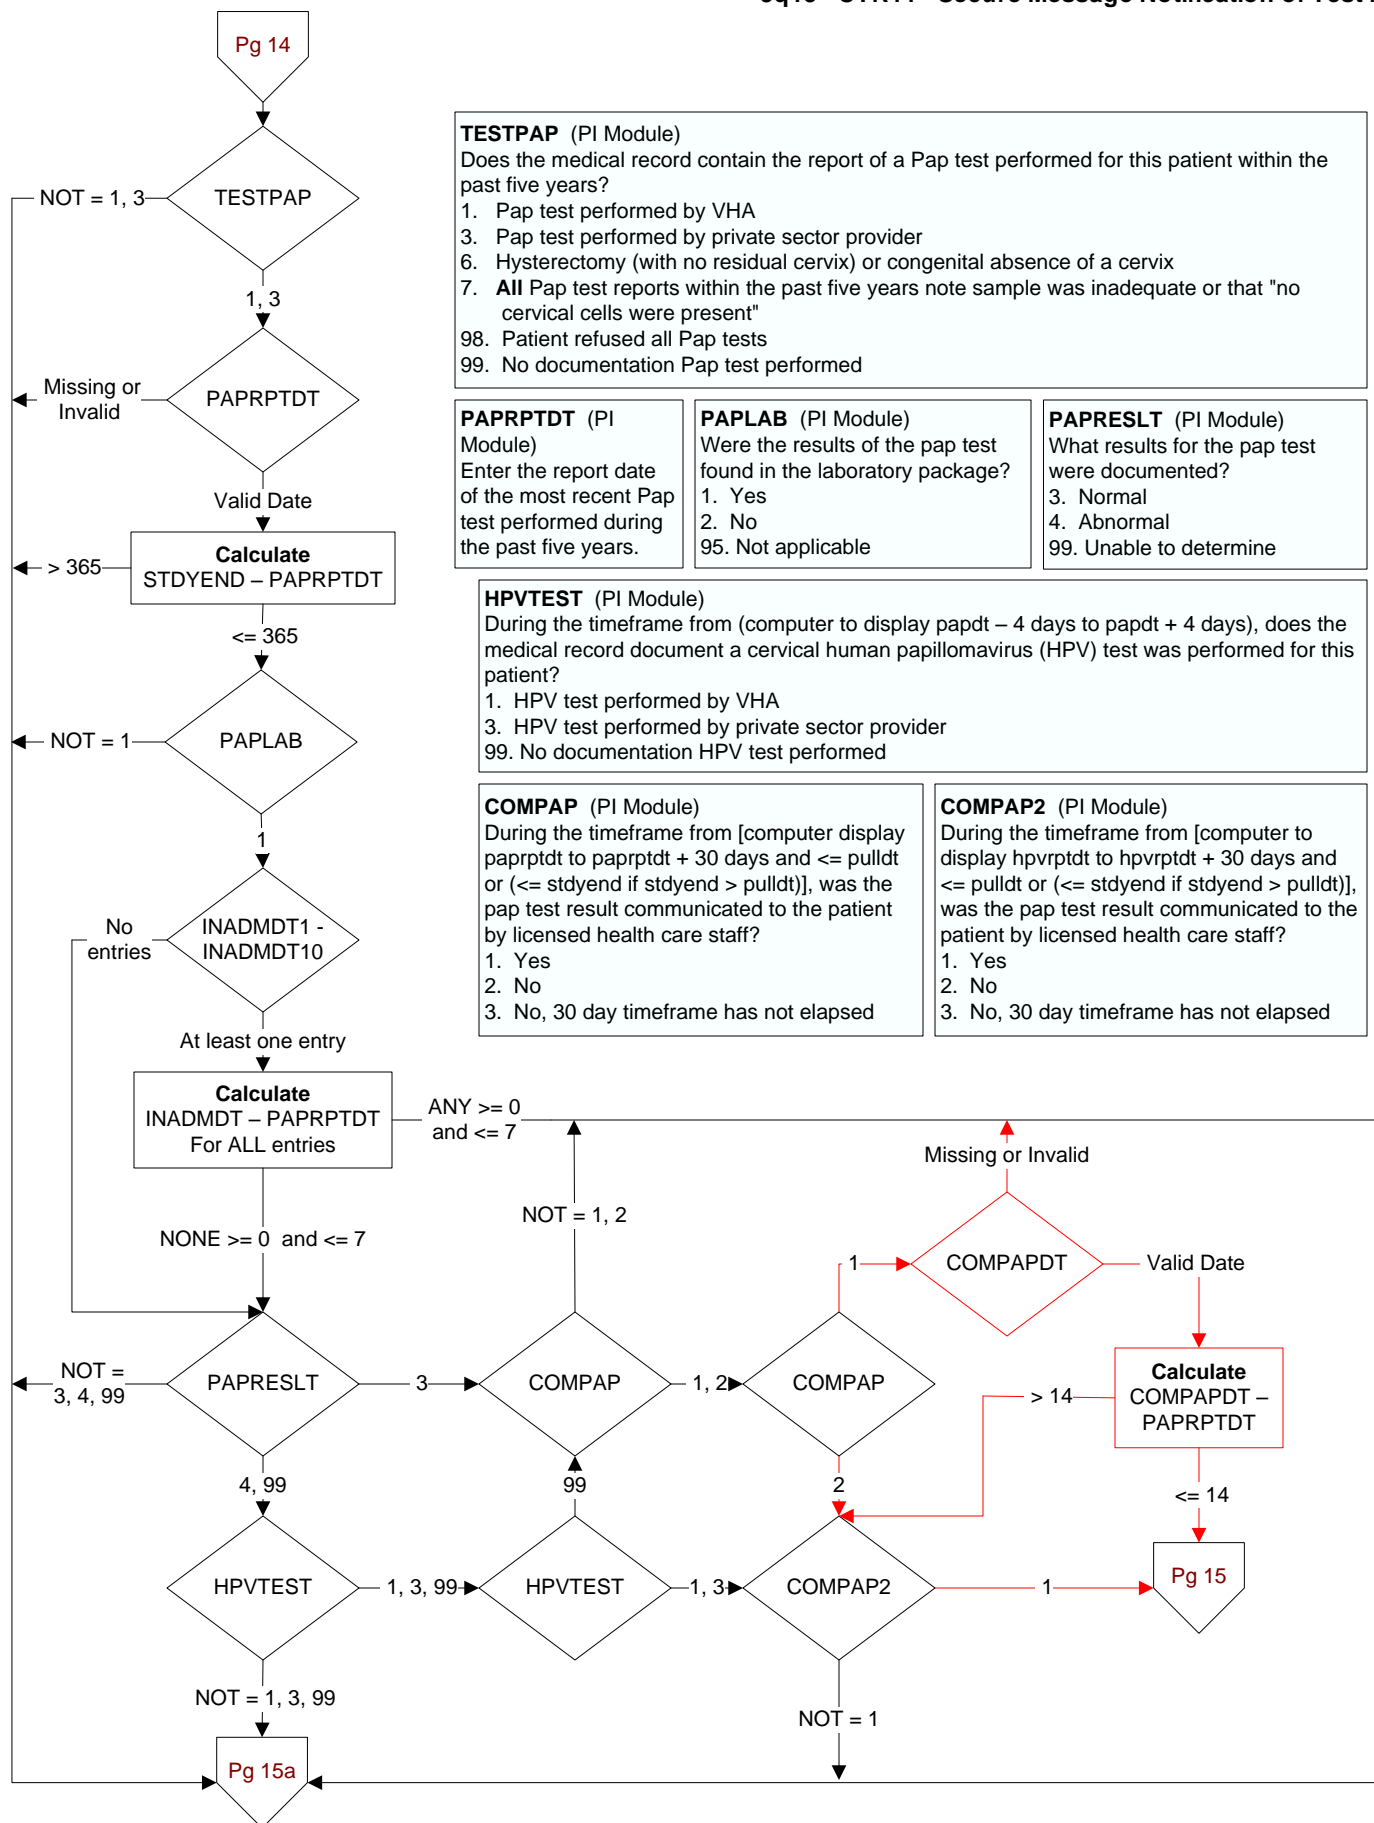 Pg 14
TESTPAP
NOT = 1, 3
1, 3
PAPRPTDT
Missing or
Invalid
Valid Date
Calculate
STDYEND – PAPRPTDT
> 365
<= 365
PAPLAB
NOT = 1
1
INADMDT1 -
INADMDT10
No
entries
At least one entry
Calculate
INADMDT – PAPRPTDT
For ALL entries
ANY >= 0
and <= 7
NONE >= 0 and <= 7
TESTPAP (PI Module)
Does the medical record contain the report of a Pap test performed for this patient within the
past five years?
1. Pap test performed by VHA
3. Pap test performed by private sector provider
6. Hysterectomy (with no residual cervix) or congenital absence of a cervix
7. All Pap test reports within the past five years note sample was inadequate or that "no
cervical cells were present"
98. Patient refused all Pap tests
99. No documentation Pap test performed
PAPRPTDT (PI
Module)
Enter the report date
of the most recent Pap
test performed during
the past five years.
PAPLAB (PI Module)
Were the results of the pap test
found in the laboratory package?
1. Yes
2. No
95. Not applicable
PAPRESLT (PI Module)
What results for the pap test
were documented?
3. Normal
4. Abnormal
99. Unable to determine
HPVTEST (PI Module)
During the timeframe from (computer to display papdt – 4 days to papdt + 4 days), does the
medical record document a cervical human papillomavirus (HPV) test was performed for this
patient?
1. HPV test performed by VHA
3. HPV test performed by private sector provider
99. No documentation HPV test performed
COMPAP (PI Module)
During the timeframe from [computer display
paprptdt to paprptdt + 30 days and <= pulldt
or (<= stdyend if stdyend > pulldt)], was the
pap test result communicated to the patient
by licensed health care staff?
1. Yes
2. No
3. No, 30 day timeframe has not elapsed
COMPAP2 (PI Module)
During the timeframe from [computer to
display hpvrptdt to hpvrptdt + 30 days and
<= pulldt or (<= stdyend if stdyend > pulldt)],
was the pap test result communicated to the
patient by licensed health care staff?
1. Yes
2. No
3. No, 30 day timeframe has not elapsed
Missing or Invalid
NOT = 1, 2
1
COMPAPDT
Valid Date
NOT =
3, 4, 99
PAPRESLT
3
COMPAP
1, 2
COMPAP
> 14
Calculate
COMPAPDT –
PAPRPTDT
4, 99
99
2
<= 14
HPVTEST
1, 3, 99
HPVTEST
1, 3
COMPAP2
1
Pg 15
NOT = 1, 3, 99
NOT = 1
Pg 15a